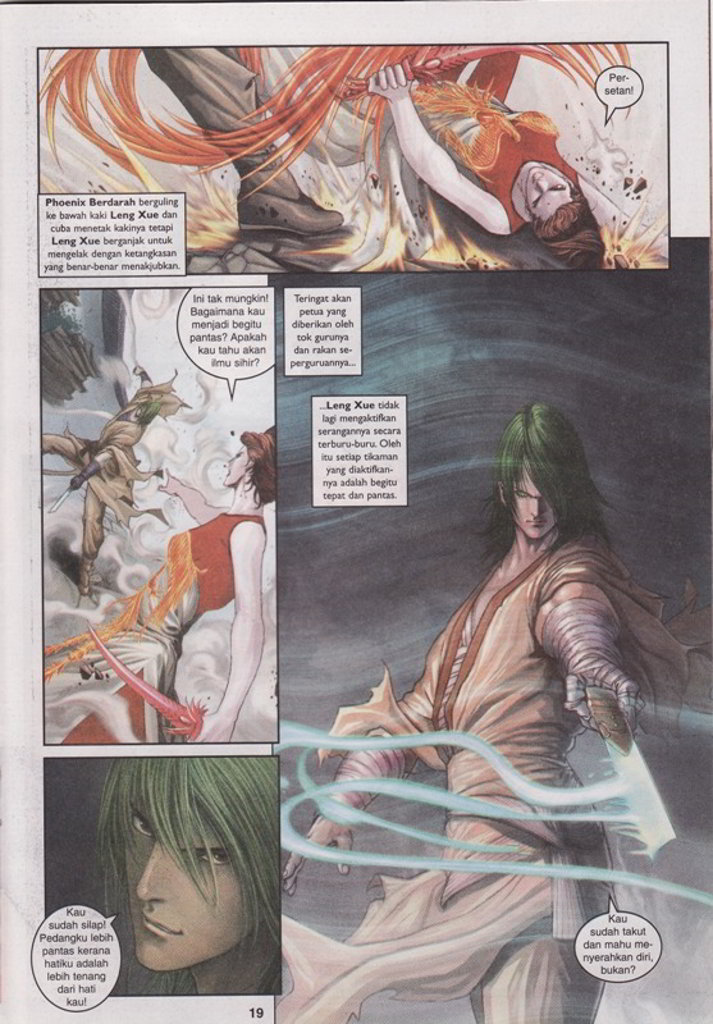 Per-
setan!
Phoenix Berdarah berguling
ke bawah kaki Leng Xue dan
cuba menetak kakinya tetapi
Leng Xue berganjak untuk
mengelak dengan ketangkasan
yang benar-benar menakjubkan.
Ini tak mungkin!
Bagaimana kau
menjadi begitu
pantas? Apakah
kau tahu akan
ilmu sihir?
Teringat akan
petua yang
diberikan oleh
tok gurunya
dan rakan se-
perguruannya...
...Leng Xue tidak
lagi mengaktifkan
serangannya secara
terburu-buru. Oleh
itu setiap tikaman
yang diaktifkan-
nya adalah begitu
tepat dan pantas.
Kau
sudah silap!
Pedangku lebih
pantas kerana
hatiku adalah
lebih tenang
dari hati
kau!
Kau
sudah takut
dan mahu me-
nyerahkan diri,
bukan?
19